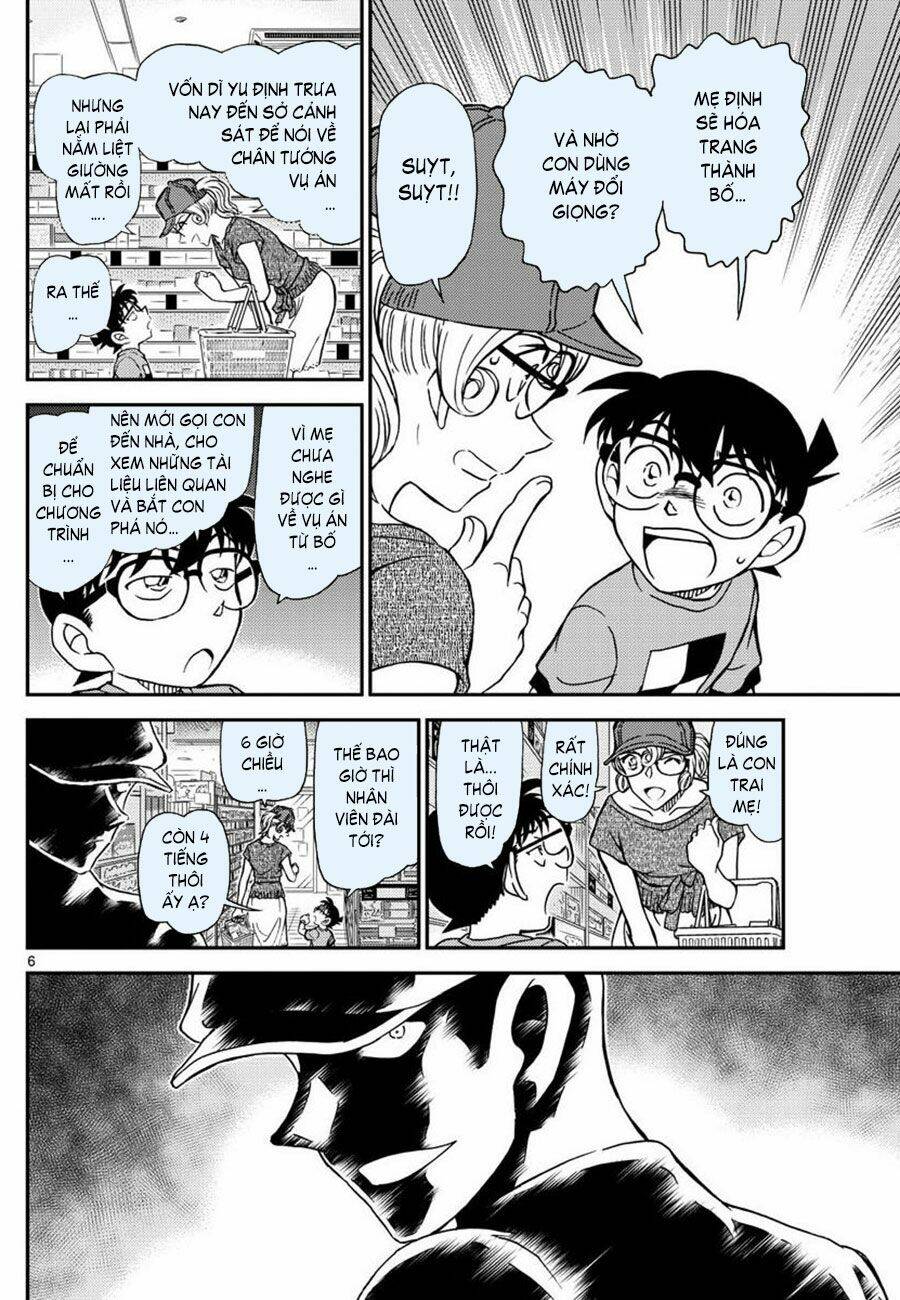 MẸ ĐỊNH
SẼ HÓA
TRANG
THÀNH
BỐ...
VÀ NHỜ
CON DÙNG
MÁY ĐỔI
GIỌNG?
SUỴT,
SUỴT!!
VỐN DĨ YU ĐỊNH TRƯA
NAY ĐẾN SỞ CẢNH
SÁT ĐỂ NÓI VỀ
CHÂN TƯỚNG
VỤ ÁN
...
NHƯNG
LẠI PHẢI
NẰM LIỆT
GIƯỜNG
MẤT RỒI
....
RA THẾ
...
VÌ MẸ
CHƯA
NGHE
ĐƯỢC GÌ
VỀ VỤ ÁN
TỪ BỐ
...
NÊN MỚI GỌI CON
ĐẾN NHÀ, CHO
XEM NHỮNG TÀI
LIỆU LIÊN QUAN
VÀ BẮT CON
PHÁ NÓ...
ĐỂ
CHUẨN
BỊ CHO
CHƯƠNG
TRÌNH
...
ĐÚNG
LÀ CON
TRAI
MẸ!
RẤT
CHÍNH
XÁC!
THẬT
LÀ...
THÔI
ĐƯỢC
RỒI!
THẾ BAO
GIỜ THÌ
NHÂN
VIÊN ĐÀI
TỚI?
6 GIỜ
CHIỀU
...
CÒN 4
TIẾNG
THÔI
ẤY Ạ?
6